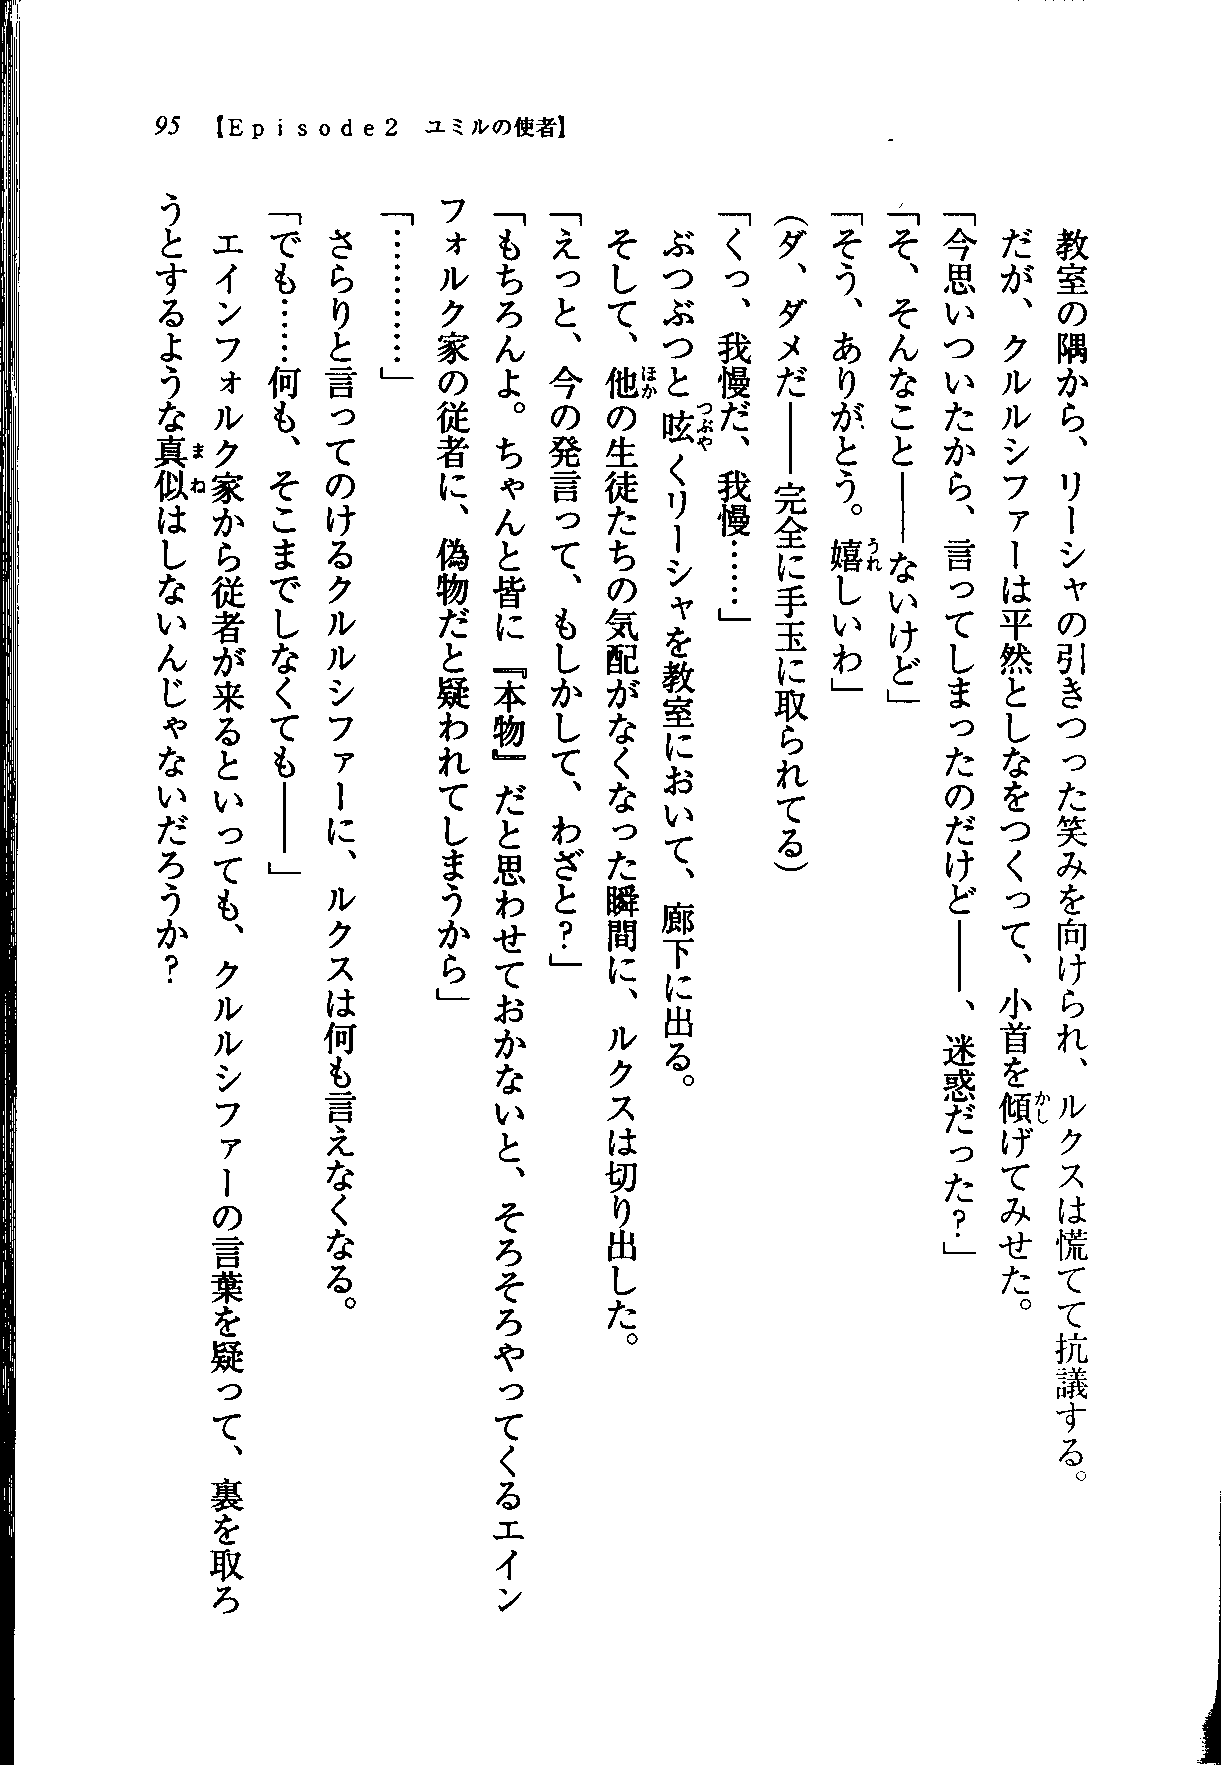 95 【Ｅｐｉｓｏｄｅ２　ユミルの使者】
　教室の隅から、リーシャの引きつった笑みを向けられ、ルクスは慌てて抗議する。
　だが、クルルシファーは平然としなをつくって、小首を傾げてみせた。
「今思いついたから、言ってしまったのだけど――、迷惑だった？」
「そ、そんなこと――ないけど」
「そう、ありがとう。嬉しいわ」
（ダ、ダメだ――完全に手玉に取られてる）
「くっ、我慢だ、我慢……」
　ぶつぶつと呟くリーシャを教室において、廊下に出る。
　そして、他の生徒たちの気配がなくなった瞬間に、ルクスは切り出した。
「えっと、今の発言って、もしかして、わざと？」
「もちろんよ。ちゃんと皆に『本物』だと思わせておかないと、そろそろやってくるエイン
フォルク家の従者に、偽物だと疑われてしまうから」
「…………」
　さらりと言ってのけるクルルシファーに、ルクスは何も言えなくなる。
「でも……何も、そこまでしなくても――」
　エインフォルク家から従者が来るといっても、クルルシファーの言葉を疑って、裏を取ろ
うとするような真似はしないんじゃないだろうか？